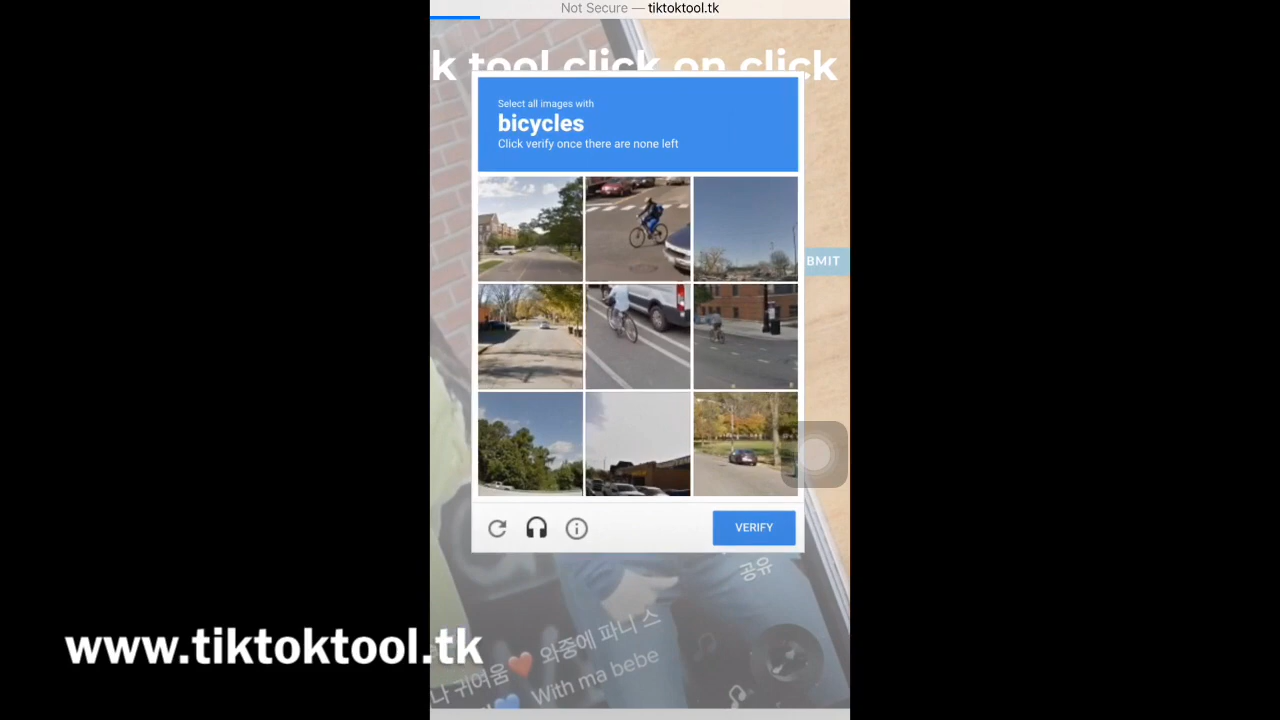 Not Secure — tiktoktool.tk
k tool click on click
Select all images with
bicycles
Click verify once there are none left
BMIT
VERIFY
공유
와중에 파니 스
나 귀여움❤️
💙 With ma bebe
www.tiktoktool.tk